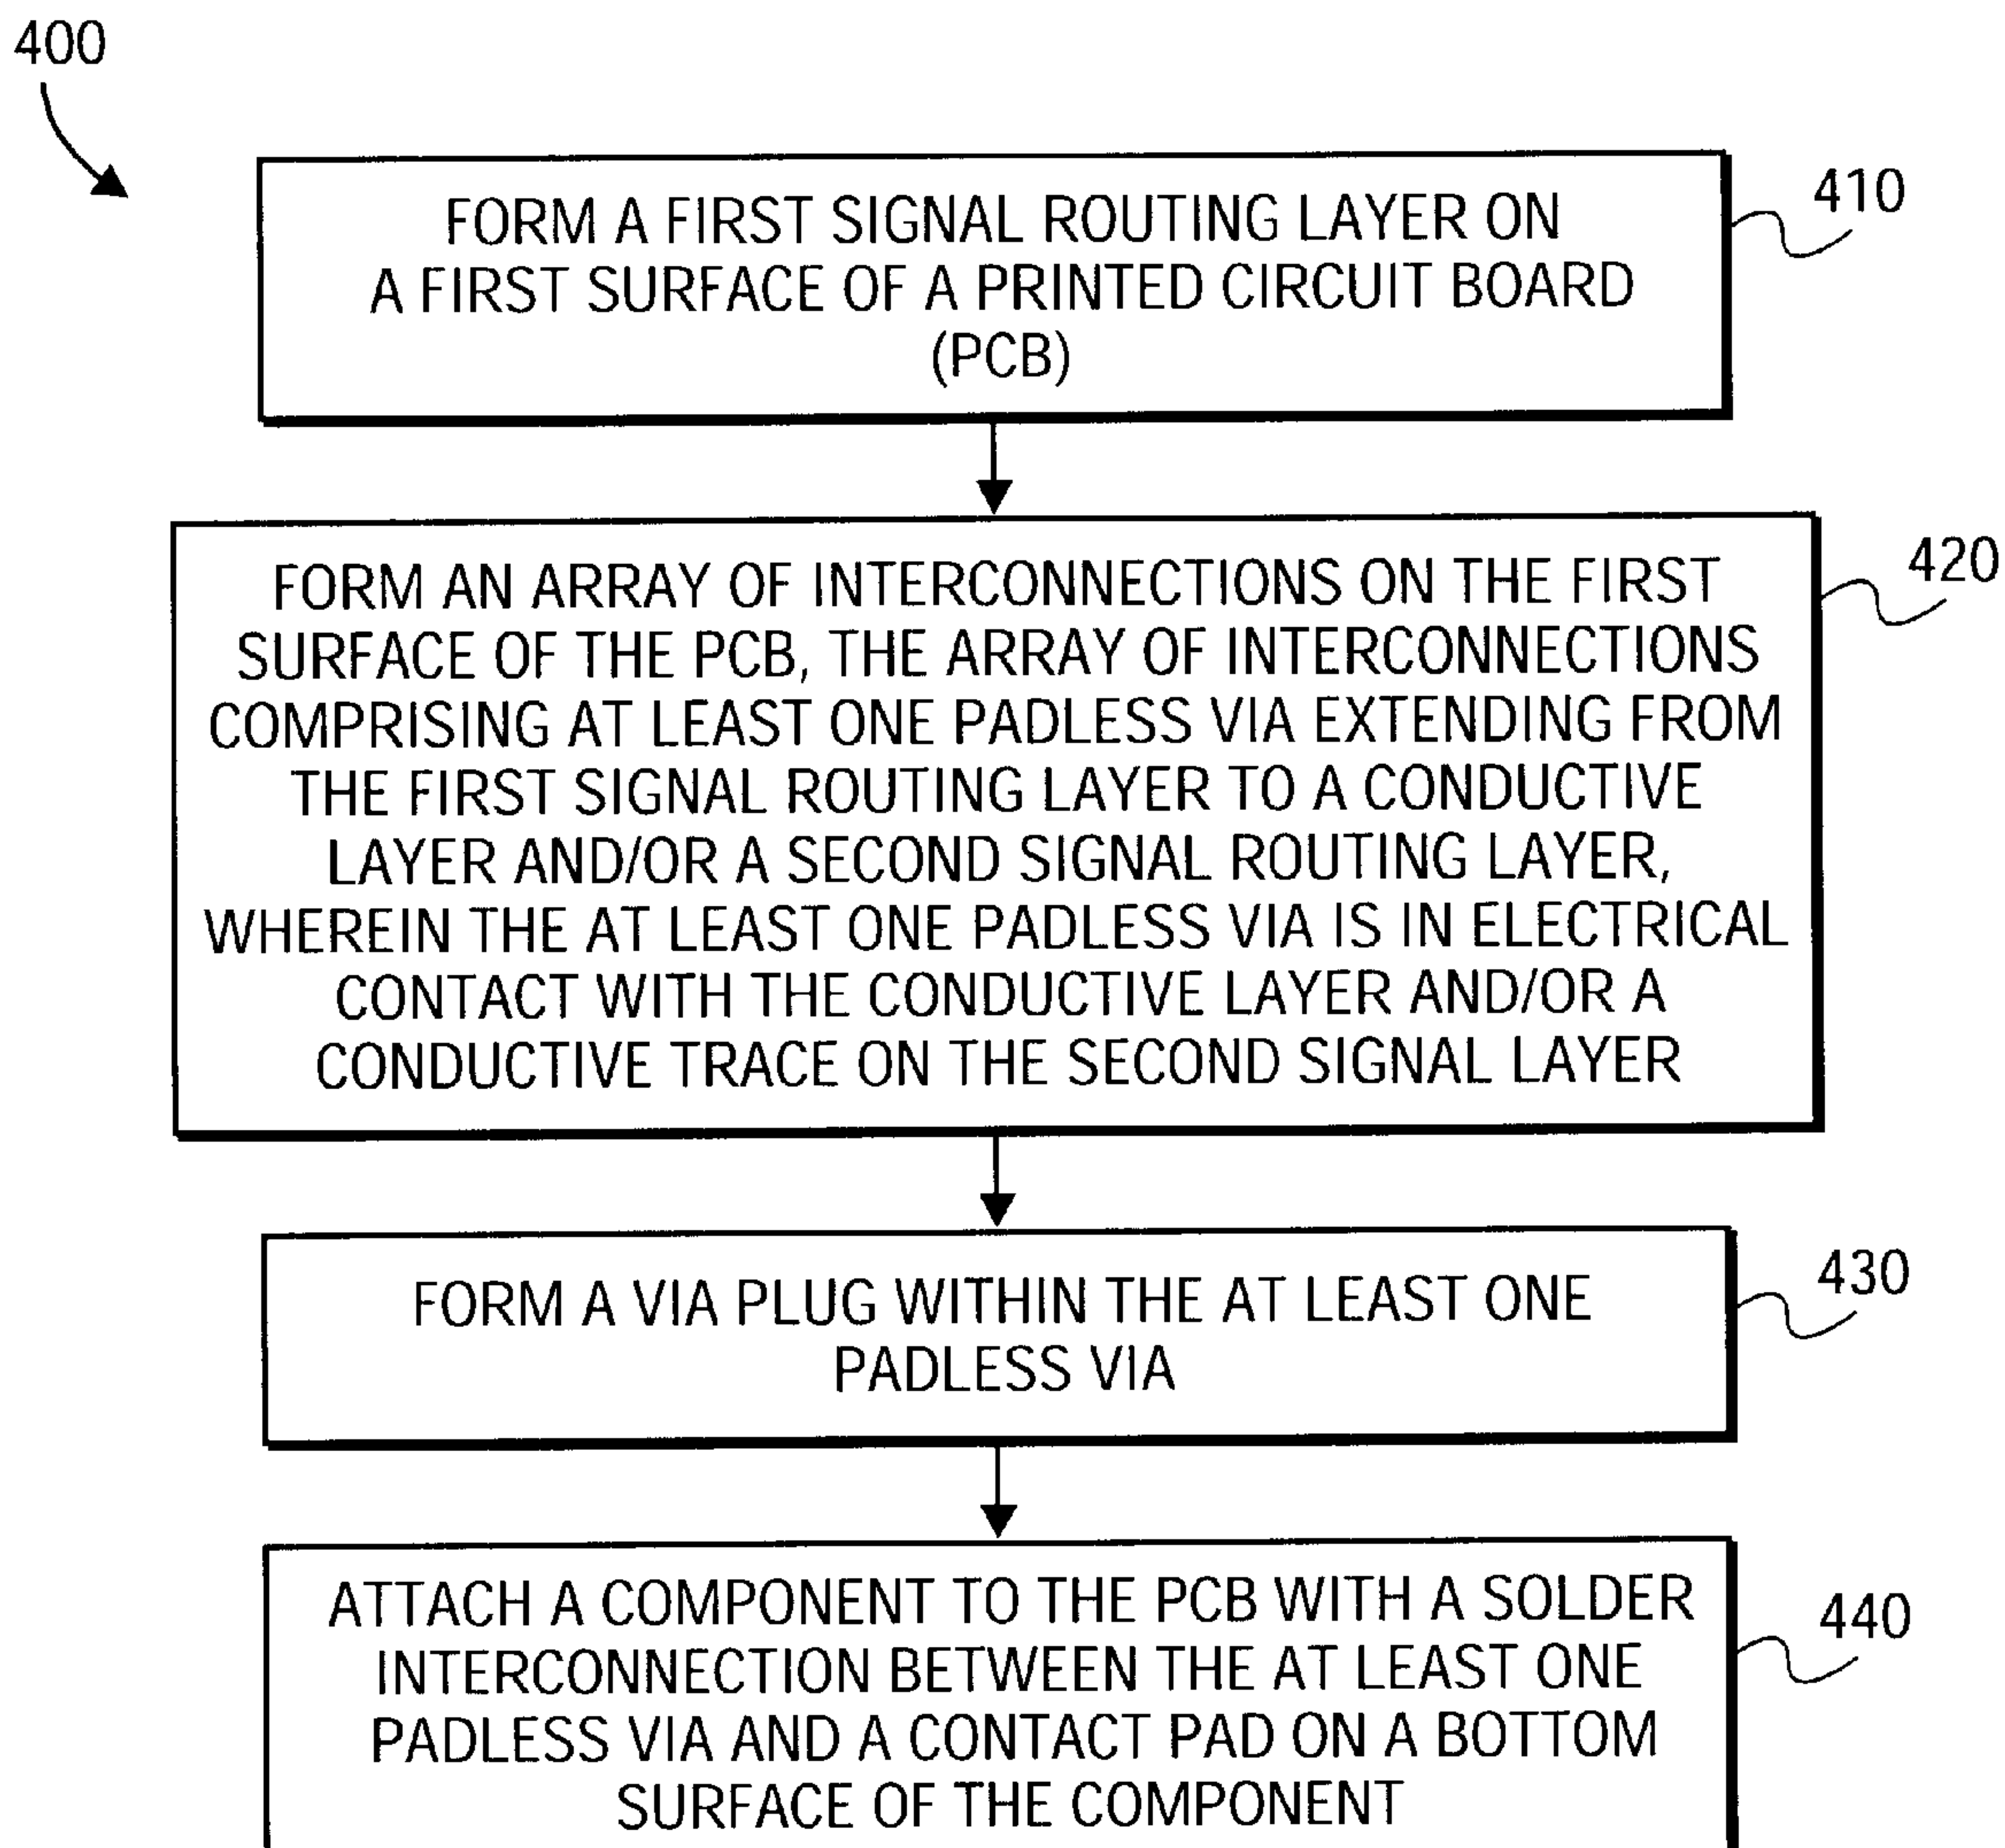 400
FORM A FIRST SIGNAL ROUTING LAYER ON
A FIRST SURFACE OF A PRINTED CIRCUIT BOARD
(PCB)
410
FORM AN ARRAY OF INTERCONNECTIONS ON THE FIRST
SURFACE OF THE PCB, THE ARRAY OF INTERCONNECTIONS
COMPRISING AT LEAST ONE PADLESS VIA EXTENDING FROM
THE FIRST SIGNAL ROUTING LAYER TO A CONDUCTIVE
LAYER AND/OR A SECOND SIGNAL ROUTING LAYER,
WHEREIN THE AT LEAST ONE PADLESS VIA IS IN ELECTRICAL
CONTACT WITH THE CONDUCTIVE LAYER AND/OR A
CONDUCTIVE TRACE ON THE SECOND SIGNAL LAYER
420
FORM A VIA PLUG WITHIN THE AT LEAST ONE
PADLESS VIA
430
ATTACH A COMPONENT TO THE PCB WITH A SOLDER
INTERCONNECTION BETWEEN THE AT LEAST ONE
PADLESS VIA AND A CONTACT PAD ON A BOTTOM
SURFACE OF THE COMPONENT
440